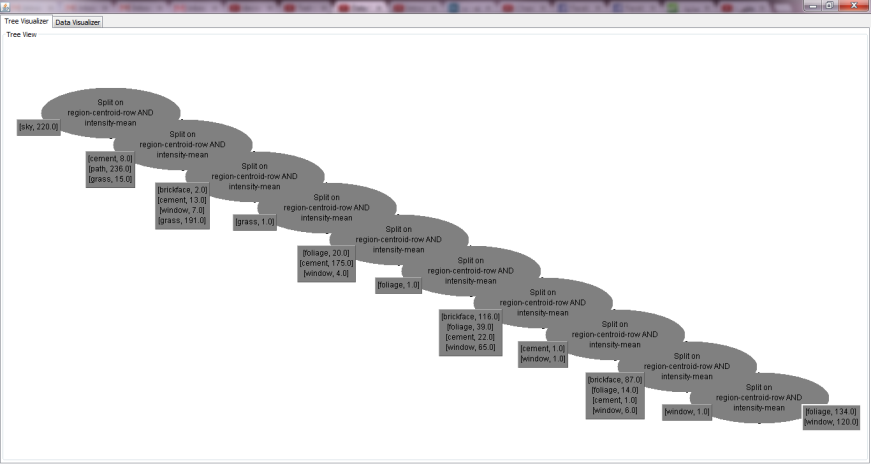 Tree Visualizer
Data Visualizer
Tree View
Split on
region-centroid-row AND
intensity-mean
[sky, 220.0]
Split on
region-centroid-row AND
intensity-mean
[cement, 8.0]
[path, 236.0]
[grass, 15.0]
Split on
region-centroid-row AND
intensity-mean
[brickface, 2.0]
[cement, 13.0]
[window, 7.0]
[grass, 191.0]
Split on
region-centroid-row AND
intensity-mean
[grass, 1.0]
Split on
region-centroid-row AND
intensity-mean
[foliage, 20.0]
[cement, 175.0]
[window, 4.0]
Split on
region-centroid-row AND
intensity-mean
[foliage, 1.0]
Split on
region-centroid-row AND
intensity-mean
[brickface, 116.0]
[foliage, 39.0]
[cement, 22.0]
[window, 65.0]
Split on
region-centroid-row AND
intensity-mean
[cement, 1.0]
[window, 1.0]
Split on
region-centroid-row AND
intensity-mean
[brickface, 87.0]
[foliage, 14.0]
[cement, 1.0]
[window, 6.0]
Split on
region-centroid-row AND
intensity-mean
[window, 1.0]
[foliage, 134.0]
[window, 120.0]